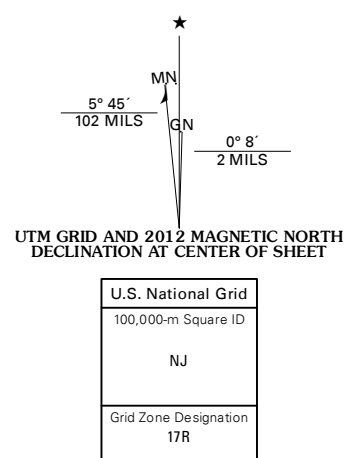 ★
MN
5° 45´
102 MILS
GN
0° 8´
2 MILS
UTM GRID AND 2012 MAGNETIC NORTH
DECLINATION AT CENTER OF SHEET
U.S. National Grid
100,000-m Square ID
NJ
Grid Zone Designation
17R